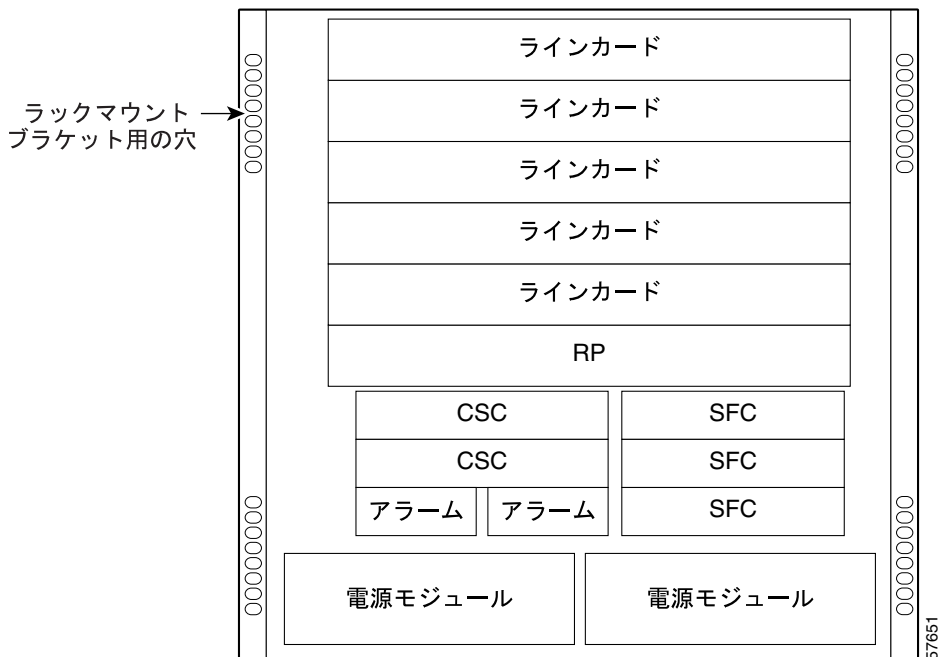 ラインカード
ラインカード
ラックマウント
ブラケット用の穴
ラインカード
ラインカード
ラインカード
RP
CSC
SFC
CSC
SFC
アラーム
アラーム
SFC
電源モジュール
電源モジュール
57651